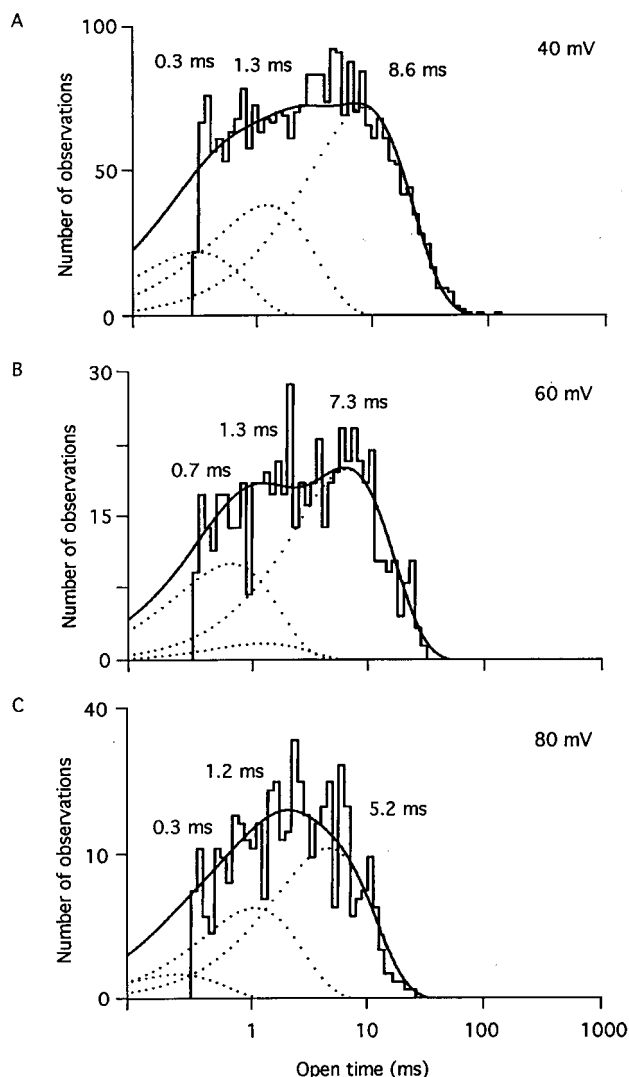 A
100
50
0
Number of observations
0.3 ms
1.3 ms
8.6 ms
40 mV
B
30
15
0
Number of observations
0.7 ms
1.3 ms
7.3 ms
60 mV
C
40
10
0
Number of observations
0.3 ms
1.2 ms
5.2 ms
80 mV
1 10 100 1000
Open time (ms)